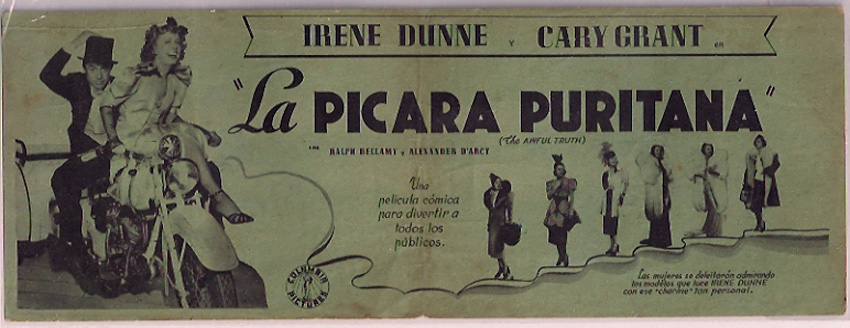 IRENE DUNNE Y CARY GRANT en
"La PICARA PURITANA"
(The AWFUL TRUTH)
CON RALPH BELLAMY y ALEXANDER D'ARCY
Una
película cómica
para divertir a
todos los
públicos.
COLUMBIA
PICTURES
Las mujeres se deleitarán admirando
los modelos que luce IRENE DUNNE
con ese "charme" tan personal.